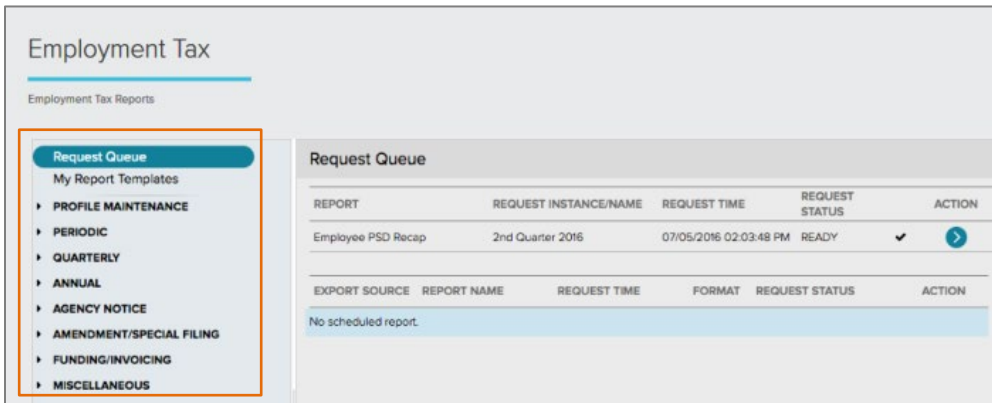 Employment Tax
Employment Tax Reports
Request Queue
My Report Templates
PROFILE MAINTENANCE
PERIODIC
QUARTERLY
ANNUAL
AGENCY NOTICE
AMENDMENT/SPECIAL FILING
FUNDING/INVOICING
MISCELLANEOUS
Request Queue
REPORT REQUEST INSTANCE/NAME REQUEST TIME REQUEST STATUS ACTION
Employee PSD Recap 2nd Quarter 2016 07/05/2016 02:03:48 PM READY
EXPORT SOURCE REPORT NAME REQUEST TIME FORMAT REQUEST STATUS ACTION
No scheduled report.